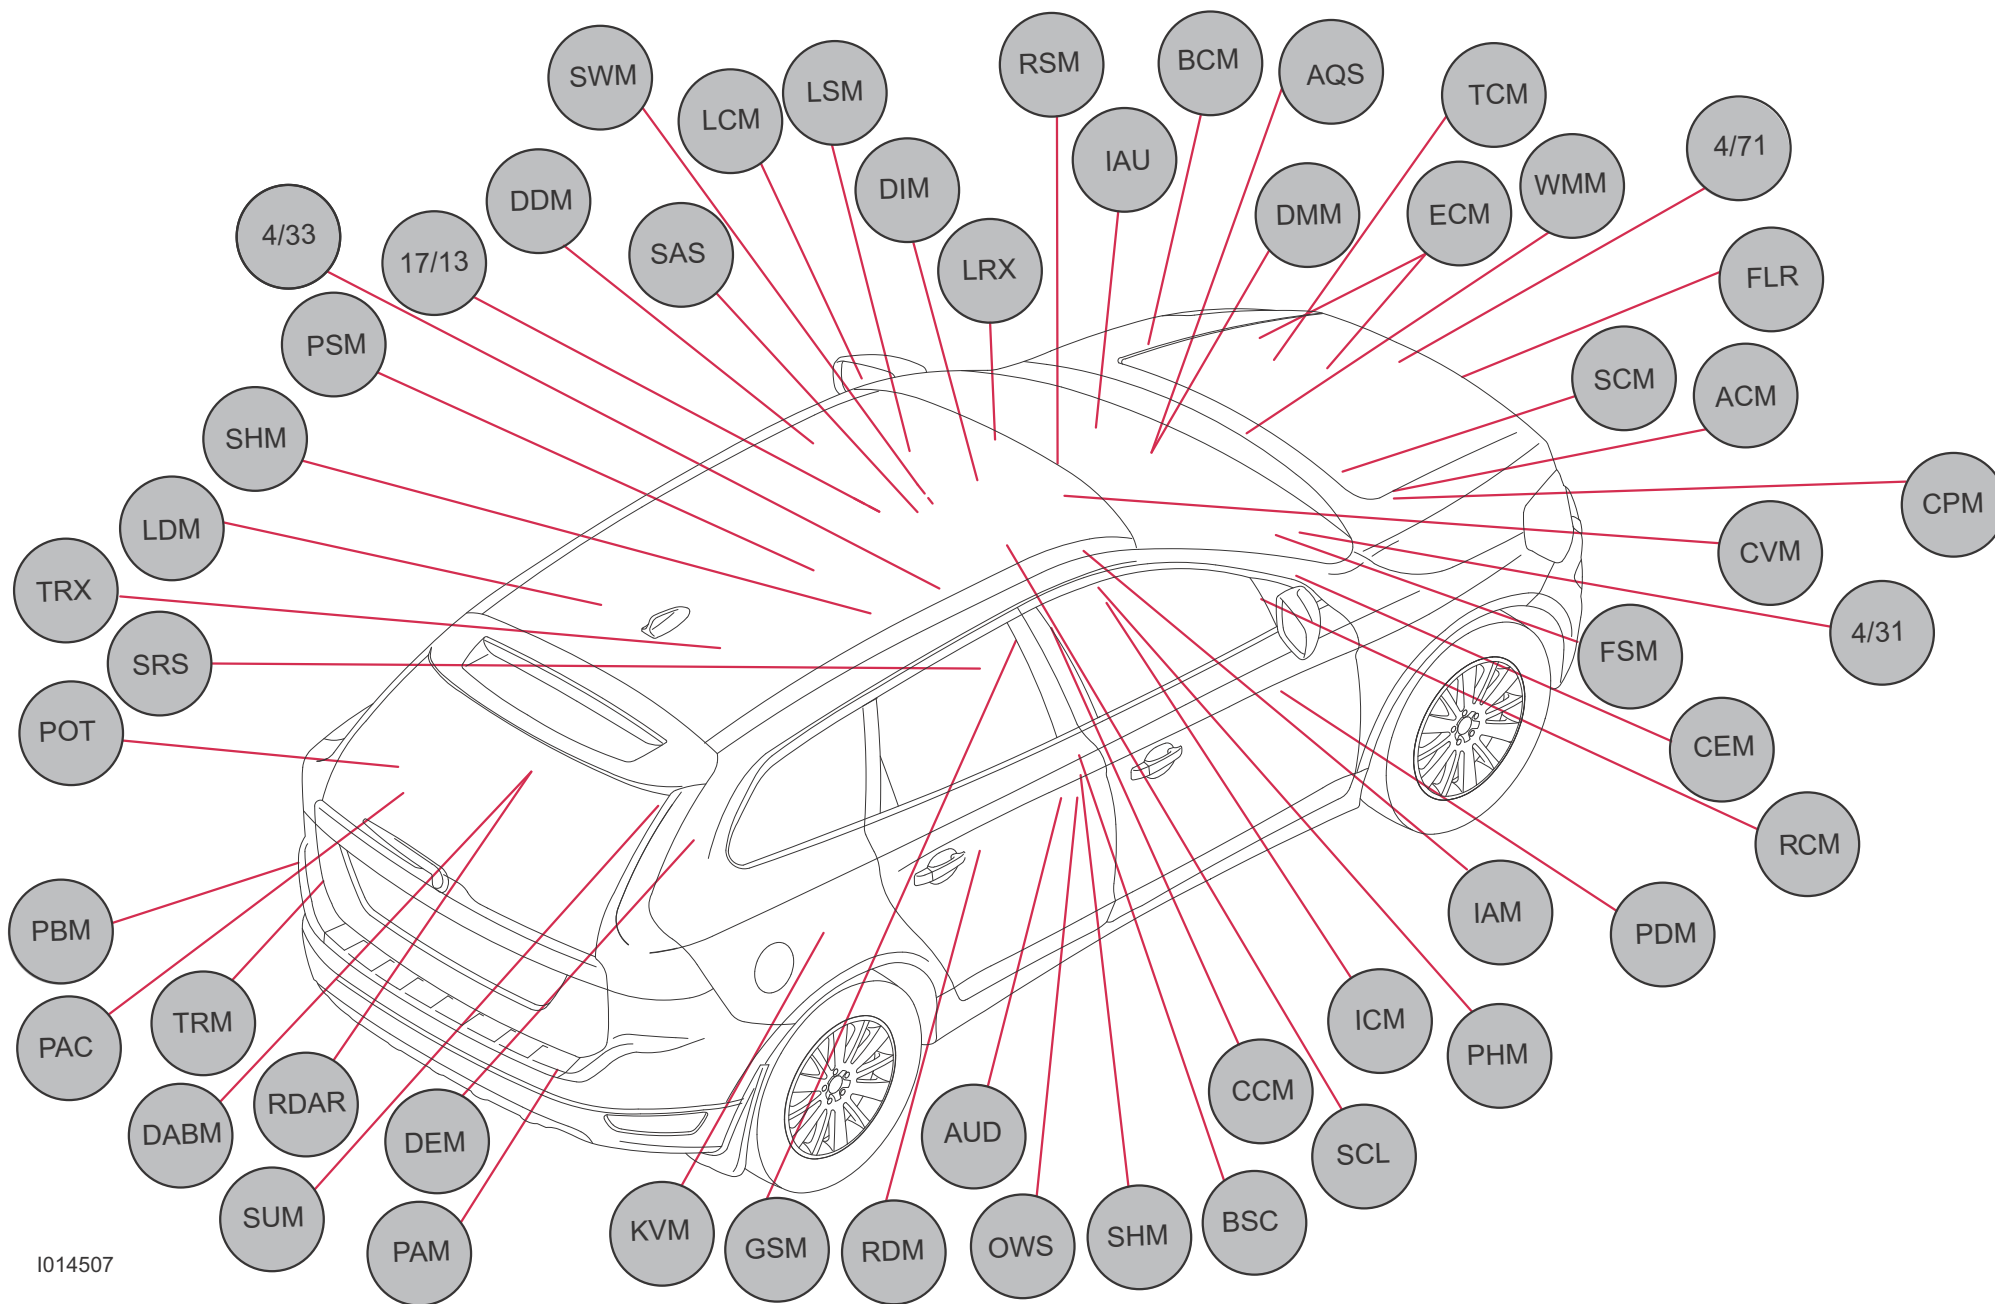 RSM
BCM
AQS
SWM
LSM
TCM
LCM
4/71
IAU
WMM
DIM
DDM
DMM
ECM
4/33
SAS
17/13
LRX
FLR
PSM
SCM
ACM
SHM
CPM
LDM
CVM
TRX
4/31
SRS
FSM
POT
CEM
RCM
IAM
PBM
PDM
TRM
ICM
PAC
PHM
CCM
RDAR
DABM
DEM
AUD
SCL
SUM
BSC
KVM
SHM
OWS
GSM
RDM
PAM
I014507